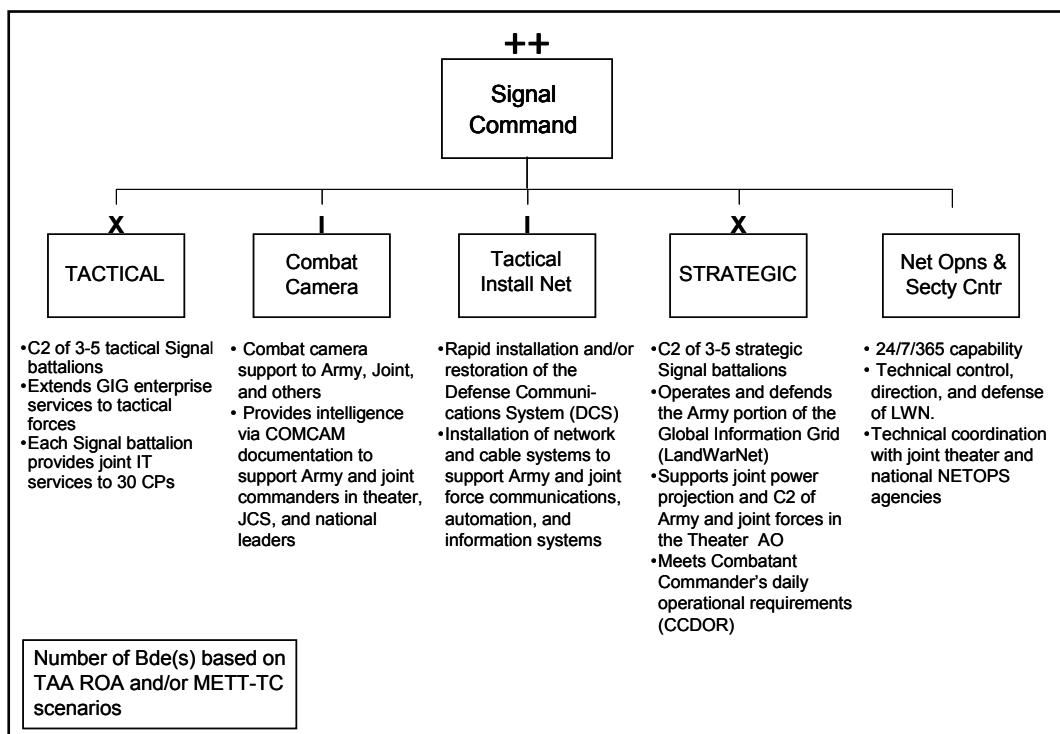 ++
Signal
Command
X
TACTICAL
•C2 of 3-5 tactical Signal
battalions
•Extends GIG enterprise
services to tactical
forces
•Each Signal battalion
provides joint IT
services to 30 CPs
I
Combat
Camera
• Combat camera
support to Army, Joint,
and others
• Provides intelligence
via COMCAM
documentation to
support Army and joint
commanders in theater,
JCS, and national
leaders
I
Tactical
Install Net
•Rapid installation and/or
restoration of the
Defense Communi-
cations System (DCS)
•Installation of network
and cable systems to
support Army and joint
force communications,
automation, and
information systems
X
STRATEGIC
•C2 of 3-5 strategic
Signal battalions
•Operates and defends
the Army portion of the
Global Information Grid
(LandWarNet)
•Supports joint power
projection and C2 of
Army and joint forces in
the Theater AO
•Meets Combatant
Commander’s daily
operational requirements
(CCDOR)
Net Opns &
Secty Cntr
• 24/7/365 capability
• Technical control,
direction, and defense
of LWN.
•Technical coordination
with joint theater and
national NETOPS
agencies
Number of Bde(s) based on
TAA ROA and/or METT-TC
scenarios